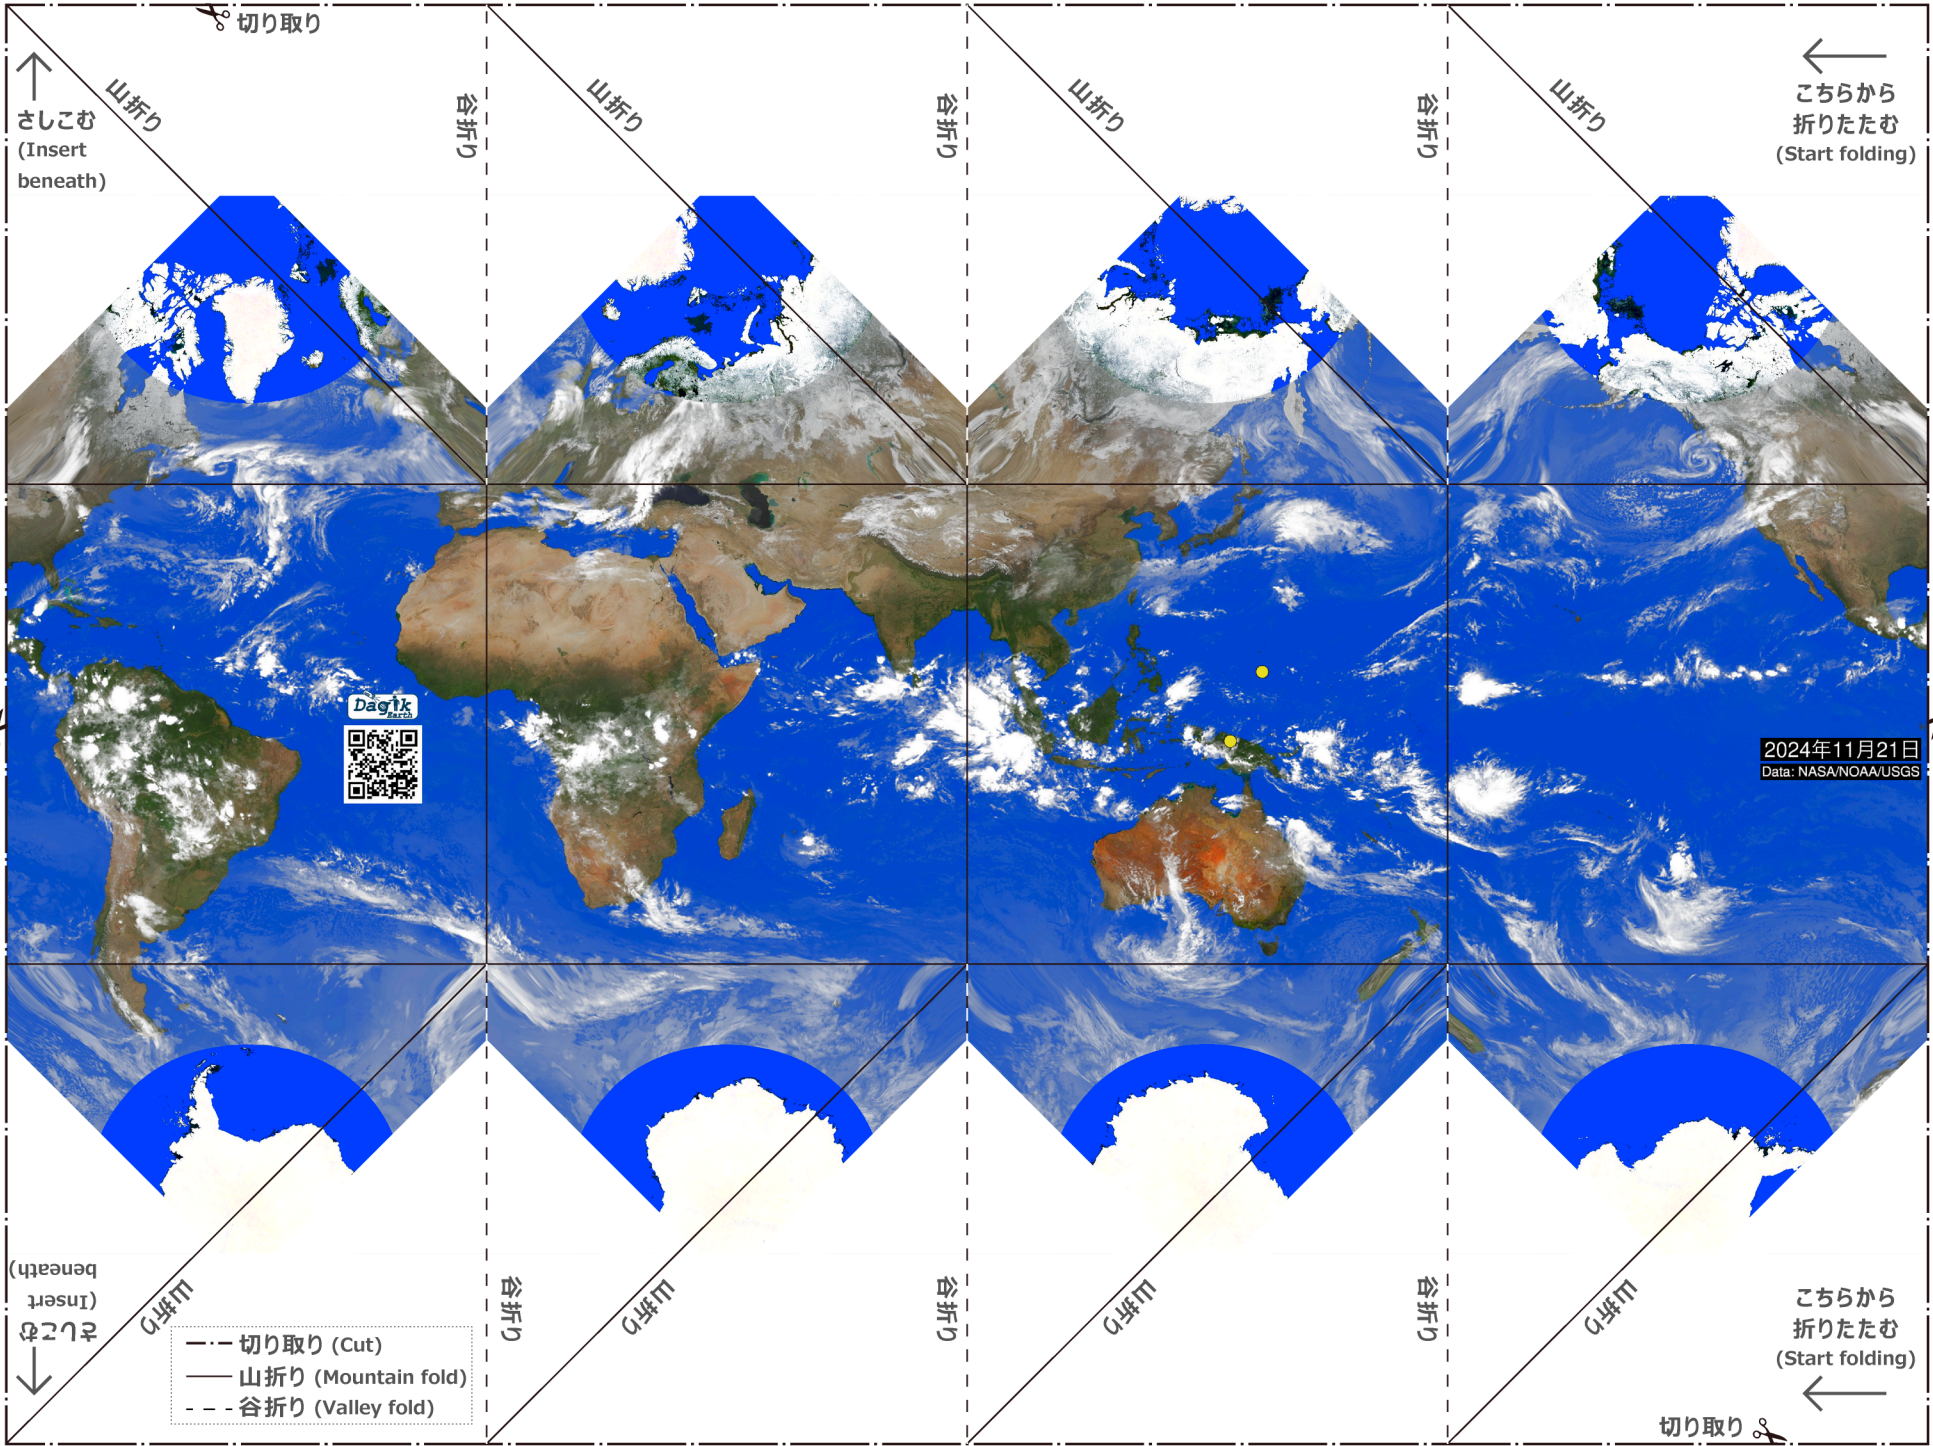 切り取り
さしこむ
(Insert
beneath)
山折り
谷折り
山折り
谷折り
山折り
谷折り
山折り
こちらから
折りたたむ
(Start folding)
Dagik
Earth
2024年11月21日
Data: NASA/NOAA/USGS
さしこむ
(Insert
beneath)
山折り
谷折り
山折り
谷折り
山折り
谷折り
山折り
こちらから
折りたたむ
(Start folding)
切り取り (Cut)
山折り (Mountain fold)
谷折り (Valley fold)
切り取り